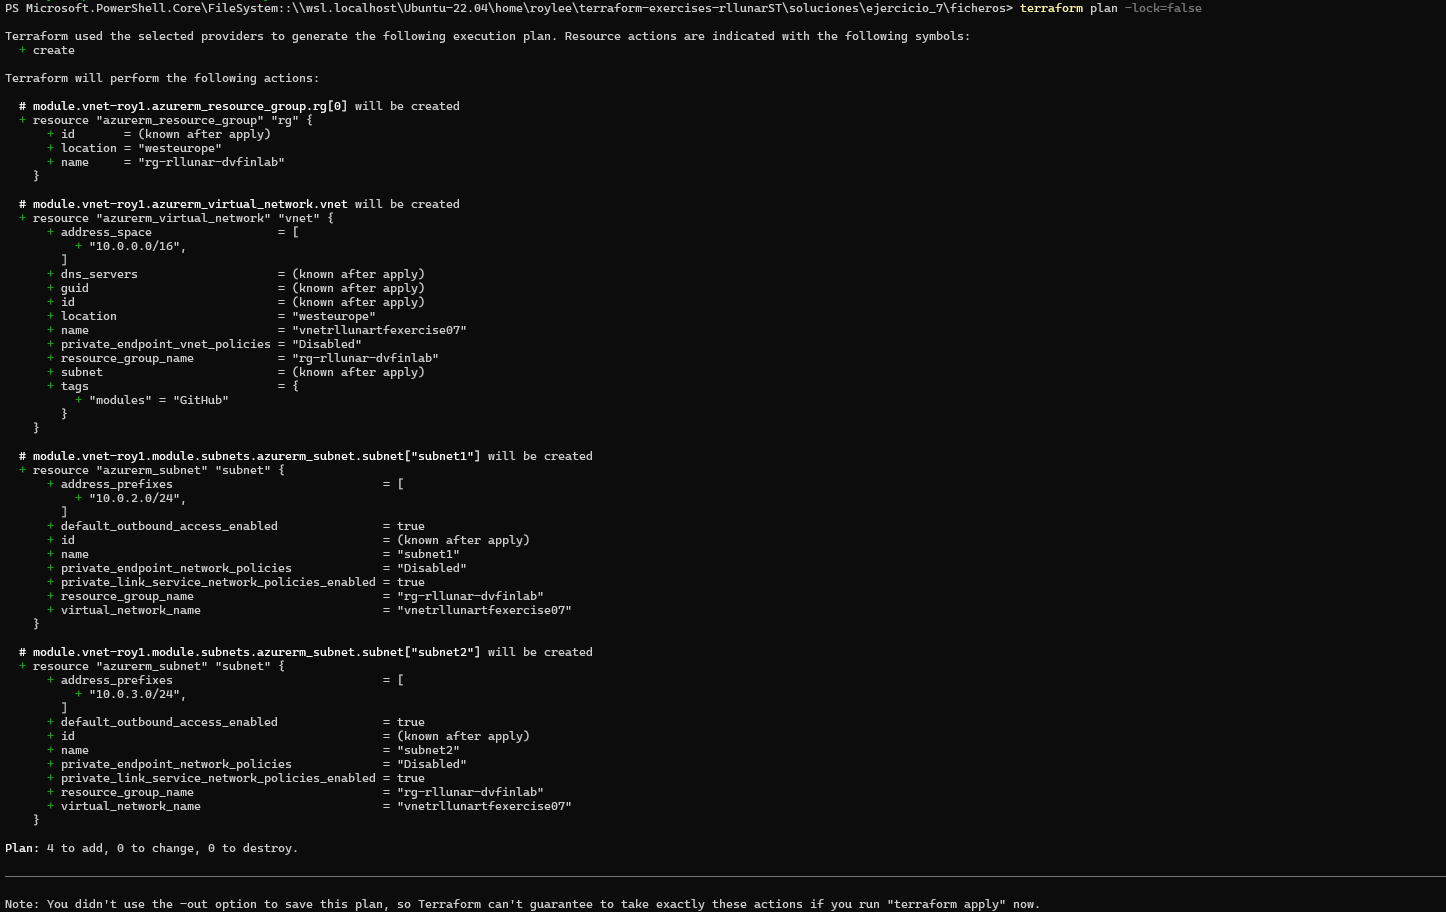 PS Microsoft.PowerShell.Core\FileSystem::\\wsl.localhost\Ubuntu-22.04\home\roylee\terraform-exercises-rllunarST\soluciones\ejercicio_7\ficheros> terraform plan -lock=false
Terraform used the selected providers to generate the following execution plan. Resource actions are indicated with the following symbols:
  + create
Terraform will perform the following actions:
  # module.vnet-roy1.azurerm_resource_group.rg[0] will be created
  + resource "azurerm_resource_group" "rg" {
      + id       = (known after apply)
      + location = "westeurope"
      + name     = "rg-rllunar-dvfinlab"
    }
  # module.vnet-roy1.azurerm_virtual_network.vnet will be created
  + resource "azurerm_virtual_network" "vnet" {
      + address_space                  = [
          + "10.0.0.0/16",
        ]
      + dns_servers                    = (known after apply)
      + guid                           = (known after apply)
      + id                             = (known after apply)
      + location                       = "westeurope"
      + name                           = "vnetrllunartfexercise07"
      + private_endpoint_vnet_policies = "Disabled"
      + resource_group_name            = "rg-rllunar-dvfinlab"
      + subnet                         = (known after apply)
      + tags                           = {
          + "modules" = "GitHub"
        }
    }
  # module.vnet-roy1.module.subnets.azurerm_subnet.subnet["subnet1"] will be created
  + resource "azurerm_subnet" "subnet" {
      + address_prefixes                              = [
          + "10.0.2.0/24",
        ]
      + default_outbound_access_enabled               = true
      + id                                            = (known after apply)
      + name                                          = "subnet1"
      + private_endpoint_network_policies             = "Disabled"
      + private_link_service_network_policies_enabled = true
      + resource_group_name                           = "rg-rllunar-dvfinlab"
      + virtual_network_name                          = "vnetrllunartfexercise07"
    }
  # module.vnet-roy1.module.subnets.azurerm_subnet.subnet["subnet2"] will be created
  + resource "azurerm_subnet" "subnet" {
      + address_prefixes                              = [
          + "10.0.3.0/24",
        ]
      + default_outbound_access_enabled               = true
      + id                                            = (known after apply)
      + name                                          = "subnet2"
      + private_endpoint_network_policies             = "Disabled"
      + private_link_service_network_policies_enabled = true
      + resource_group_name                           = "rg-rllunar-dvfinlab"
      + virtual_network_name                          = "vnetrllunartfexercise07"
    }
Plan: 4 to add, 0 to change, 0 to destroy.
Note: You didn't use the -out option to save this plan, so Terraform can't guarantee to take exactly these actions if you run "terraform apply" now.